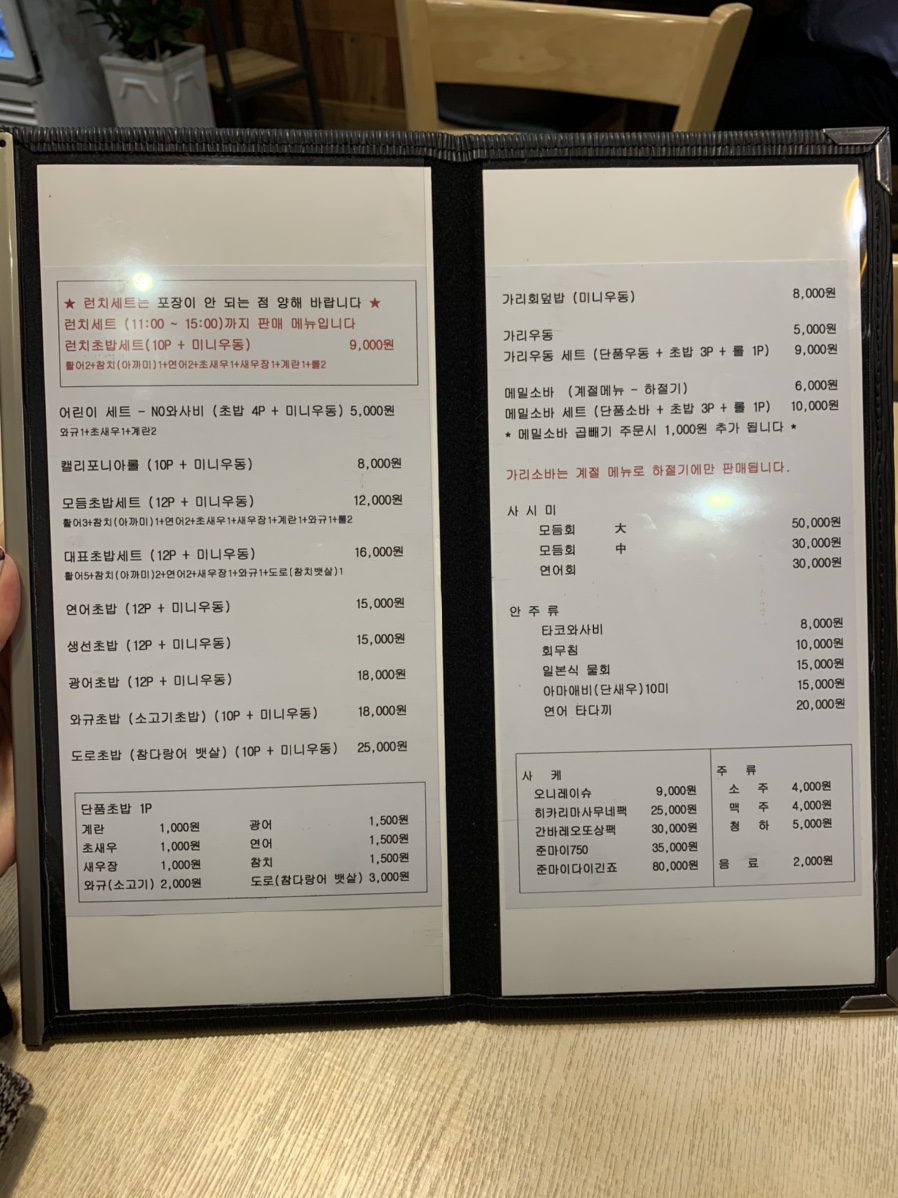 ★ 런치세트는 포장이 안 되는 점 양해 바랍니다 ★
런치세트 (11:00 ~ 15:00)까지 판매 메뉴입니다
런치초밥세트(10P + 미니우동) 9,000원
활어2+참치(아까미)1+연어2+초새우1+새우장1+계란1+롤2
어린이 세트 - NO와사비 (초밥 4P + 미니우동) 5,000원
와규1+초새우1+계란2
캘리포니아롤 (10P + 미니우동) 8,000원
모듬초밥세트 (12P + 미니우동) 12,000원
활어3+참치(아까미)1+연어2+초새우1+새우장1+계란1+와규1+롤2
대표초밥세트 (12P + 미니우동) 16,000원
활어5+참치(아까미)2+연어2+새우장1+와규1+도로(참치뱃살)1
연어초밥 (12P + 미니우동) 15,000원
생선초밥 (12P + 미니우동) 15,000원
광어초밥 (12P + 미니우동) 18,000원
와규초밥 (소고기초밥) (10P + 미니우동) 18,000원
도로초밥 (참다랑어 뱃살) (10P + 미니우동) 25,000원
단품초밥 1P
계란 1,000원 광어 1,500원
초새우 1,000원 연어 1,500원
새우장 1,000원 참치 1,500원
와규(소고기) 2,000원 도로(참다랑어 뱃살) 3,000원
가리회덮밥 (미니우동) 8,000원
가리우동 5,000원
가리우동 세트 (단품우동 + 초밥 3P + 롤 1P) 9,000원
메밀소바 (계절메뉴 - 하절기) 6,000원
메밀소바 세트 (단품소바 + 초밥 3P + 롤 1P) 10,000원
* 메밀소바 곱빼기 주문시 1,000원 추가 됩니다 *
가리소바는 계절 메뉴로 하절기에만 판매됩니다.
사 시 미
모듬회 大 50,000원
모듬회 中 30,000원
연어회 30,000원
안 주 류
타코와사비 8,000원
회무침 10,000원
일본식 물회 15,000원
아마애비(단새우)10미 15,000원
연어 타다끼 20,000원
사 케
오니레이슈 9,000원
히카리마사무네팩 25,000원
간바레오또상팩 30,000원
준마이750 35,000원
준마이다이긴죠 80,000원
주 류
소 주 4,000원
맥 주 4,000원
청 하 5,000원
음 료 2,000원